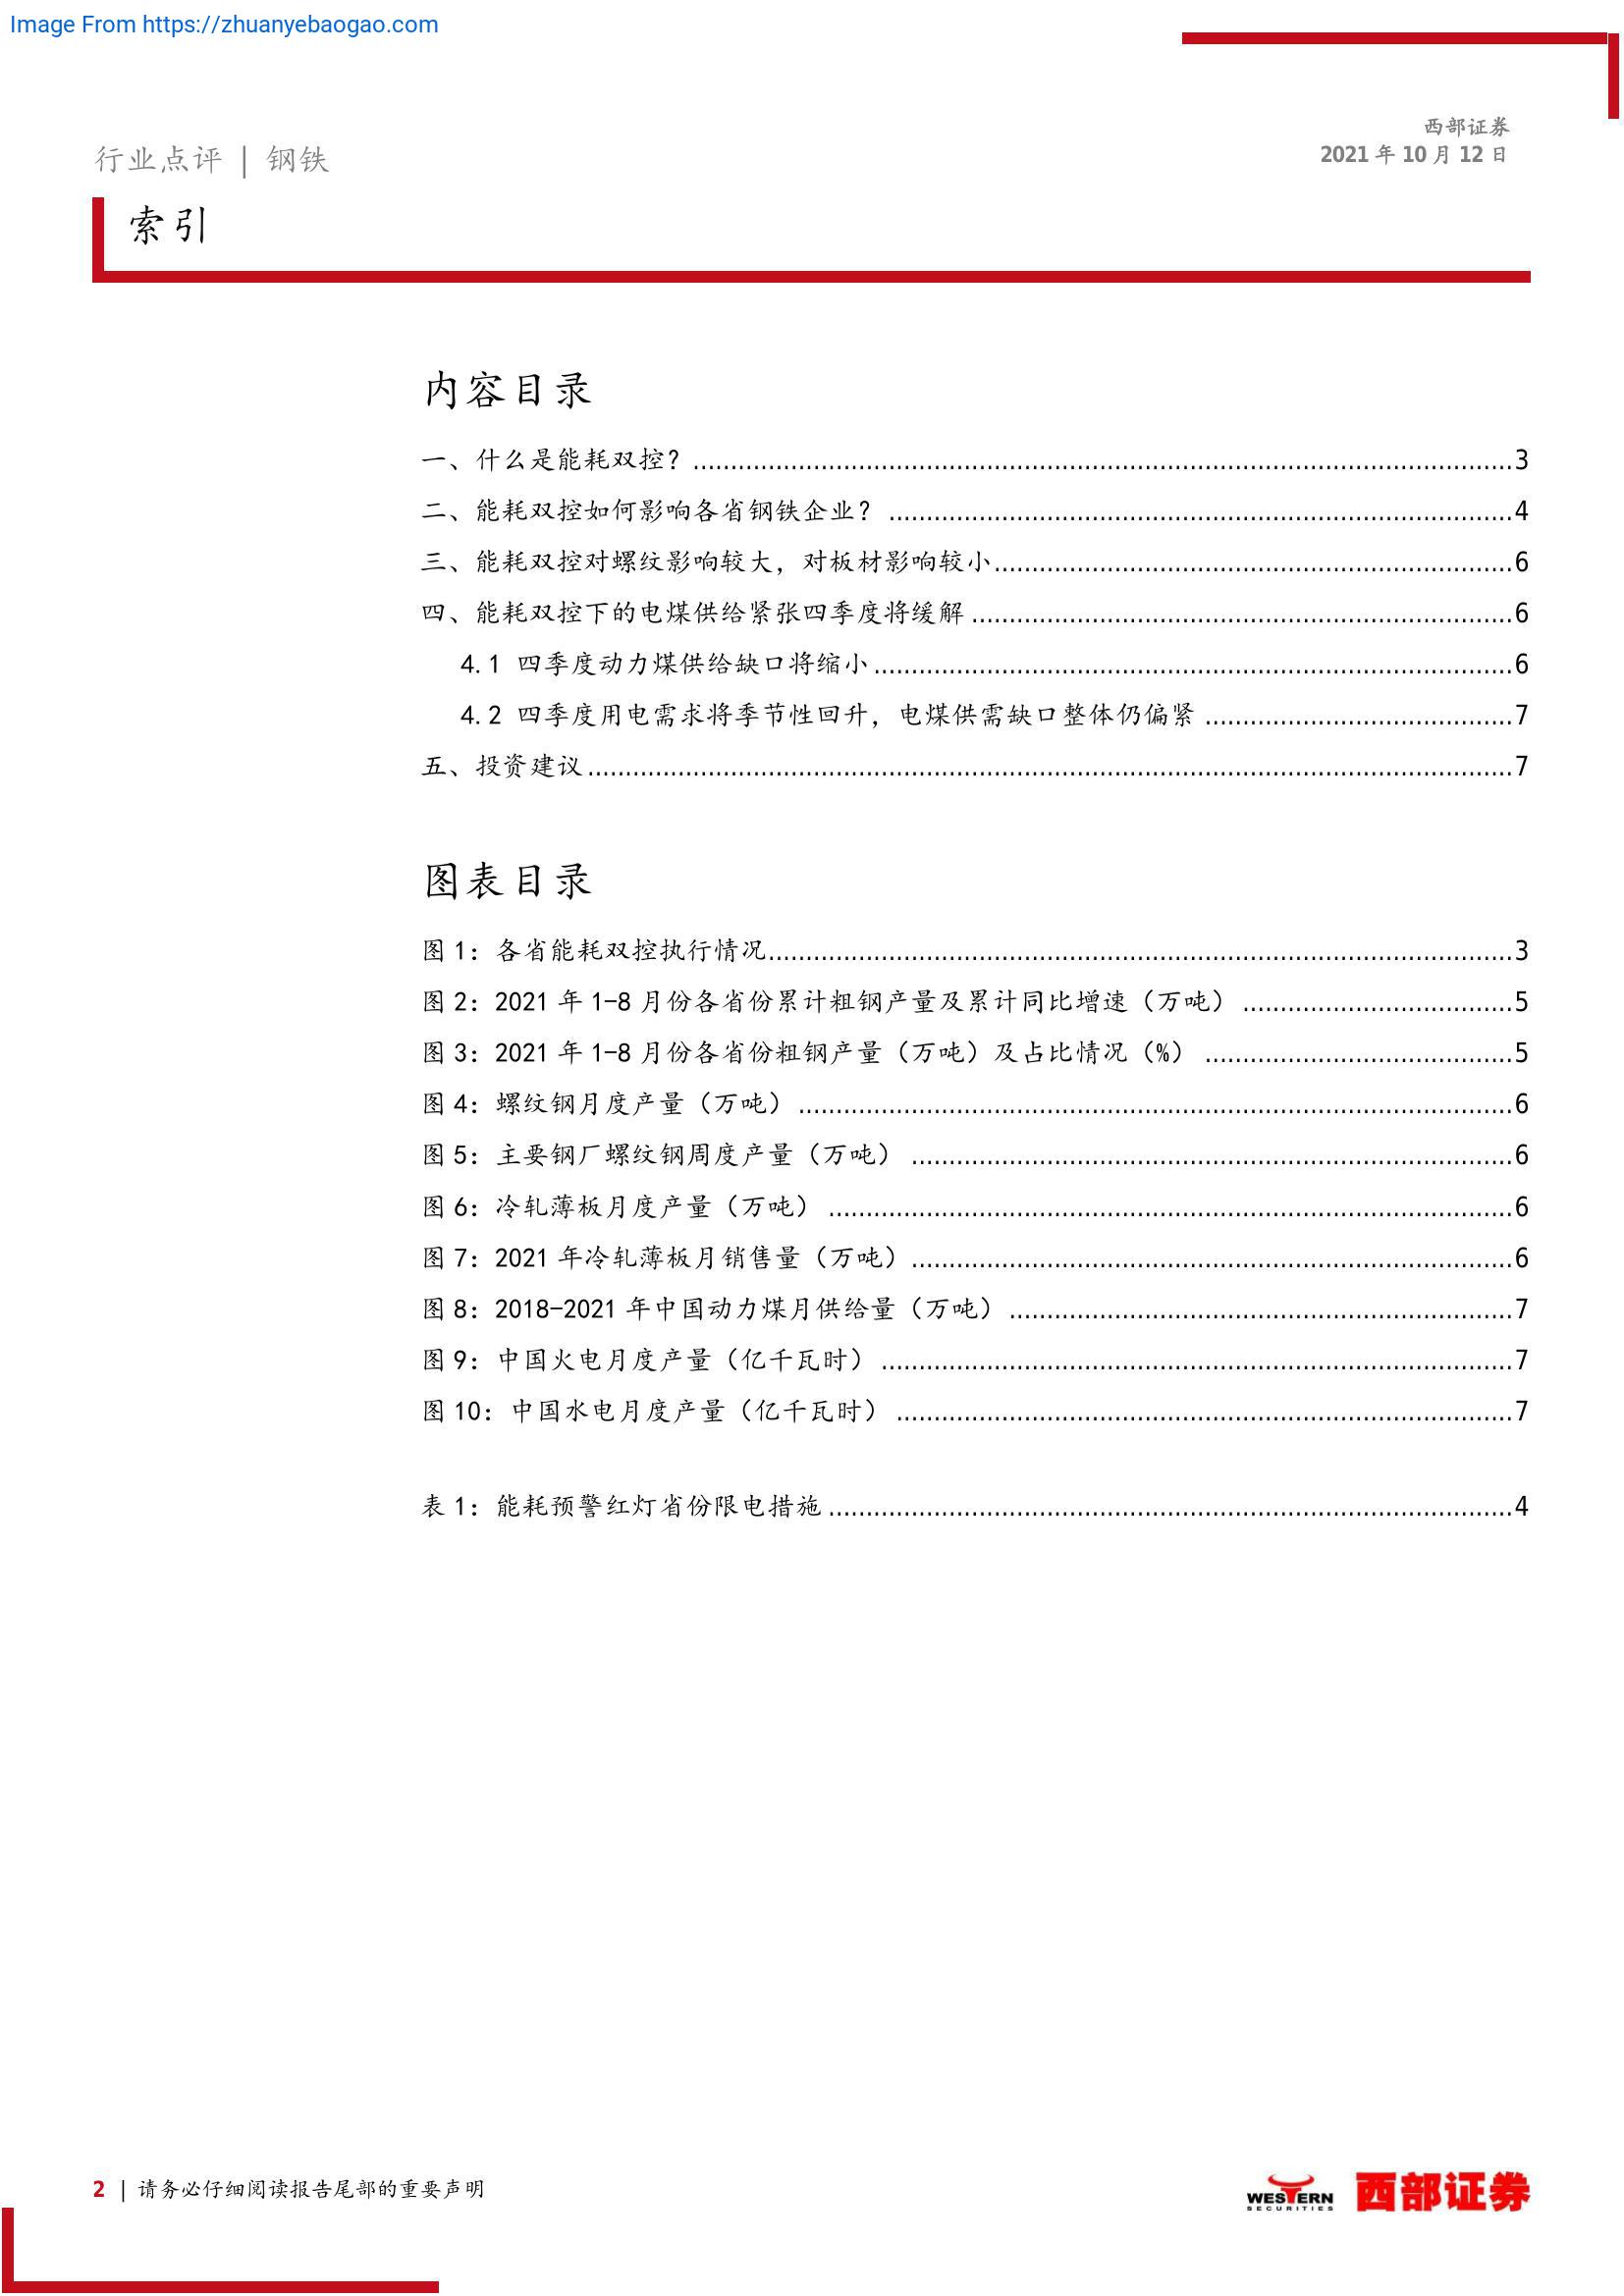 Image From https://zhuanyebaogao.com
西部证券
2021 年 10 月 12 日
行业点评 | 钢铁
索引
内容目录
一、什么是能耗双控？ 3
二、能耗双控如何影响各省钢铁企业？ 4
三、能耗双控对螺纹影响较大，对板材影响较小 6
四、能耗双控下的电煤供给紧张四季度将缓解 6
4.1 四季度动力煤供给缺口将缩小 6
4.2 四季度用电需求将季节性回升，电煤供需缺口整体仍偏紧 7
五、投资建议 7
图表目录
图 1：各省能耗双控执行情况 3
图 2：2021 年 1-8 月份各省份累计粗钢产量及累计同比增速（万吨） 5
图 3：2021 年 1-8 月份各省份粗钢产量（万吨）及占比情况（%） 5
图 4：螺纹钢月度产量（万吨） 6
图 5：主要钢厂螺纹钢周度产量（万吨） 6
图 6：冷轧薄板月度产量（万吨） 6
图 7：2021 年冷轧薄板月销售量（万吨） 6
图 8：2018-2021 年中国动力煤月供给量（万吨） 7
图 9：中国火电月度产量（亿千瓦时） 7
图 10：中国水电月度产量（亿千瓦时） 7
表 1：能耗预警红灯省份限电措施 4
2 | 请务必仔细阅读报告尾部的重要声明
WESTERN
SECURITIES
西部证券